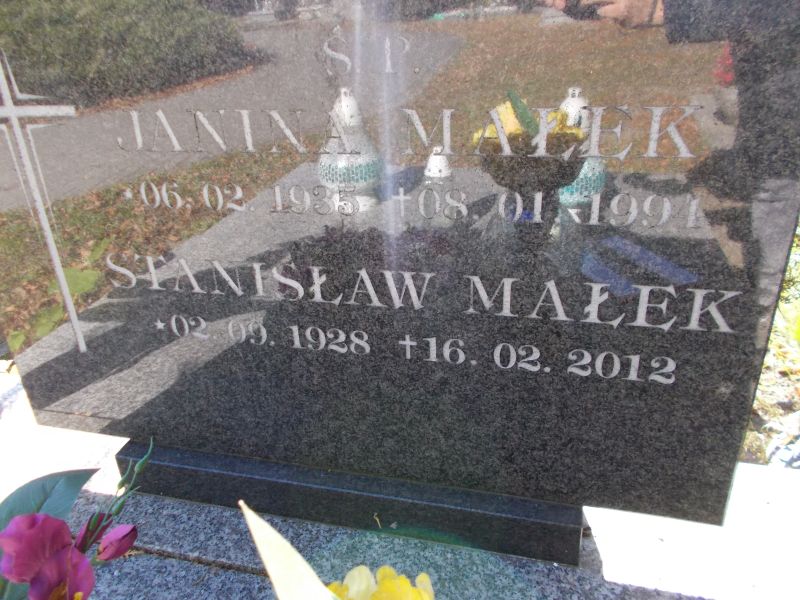 Ś. P.
JANINA MAŁEK
*06. 02. 1935 †08. 01. 1994
STANISŁAW MAŁEK
*02. 09. 1928 †16. 02. 2012